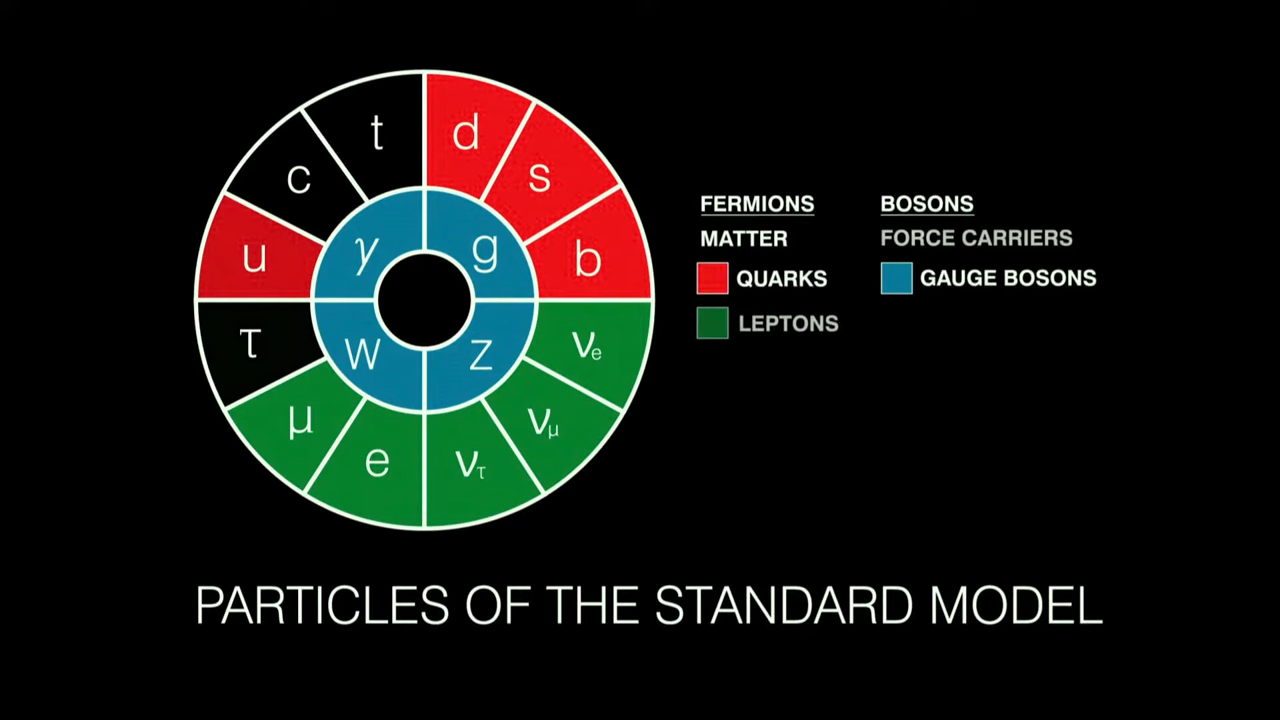 t
d
c
s
u
γ
g
b
τ
W
Z
νe
μ
νμ
e
ντ
FERMIONS
MATTER
QUARKS
LEPTONS
BOSONS
FORCE CARRIERS
GAUGE BOSONS
PARTICLES OF THE STANDARD MODEL